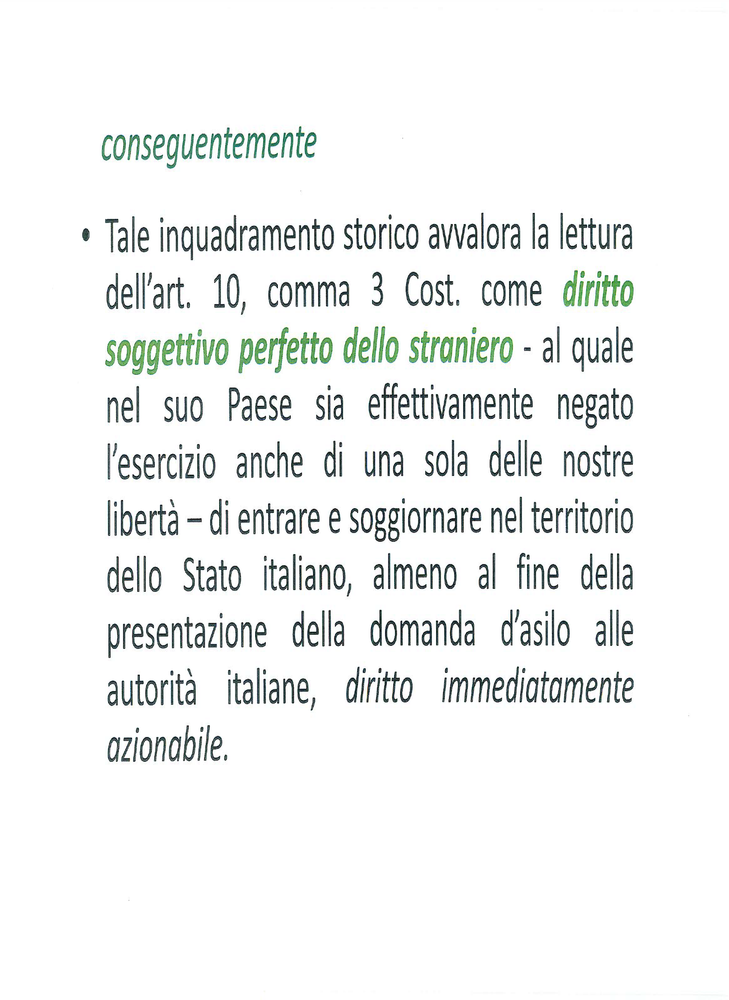 conseguentemente
• Tale inquadramento storico avvalora la lettura
dell’art. 10, comma 3 Cost. come diritto
soggettivo perfetto dello straniero - al quale
nel suo Paese sia effettivamente negato
l’esercizio anche di una sola delle nostre
libertà – di entrare e soggiornare nel territorio
dello Stato italiano, almeno al fine della
presentazione della domanda d’asilo alle
autorità italiane, diritto immediatamente
azionabile.